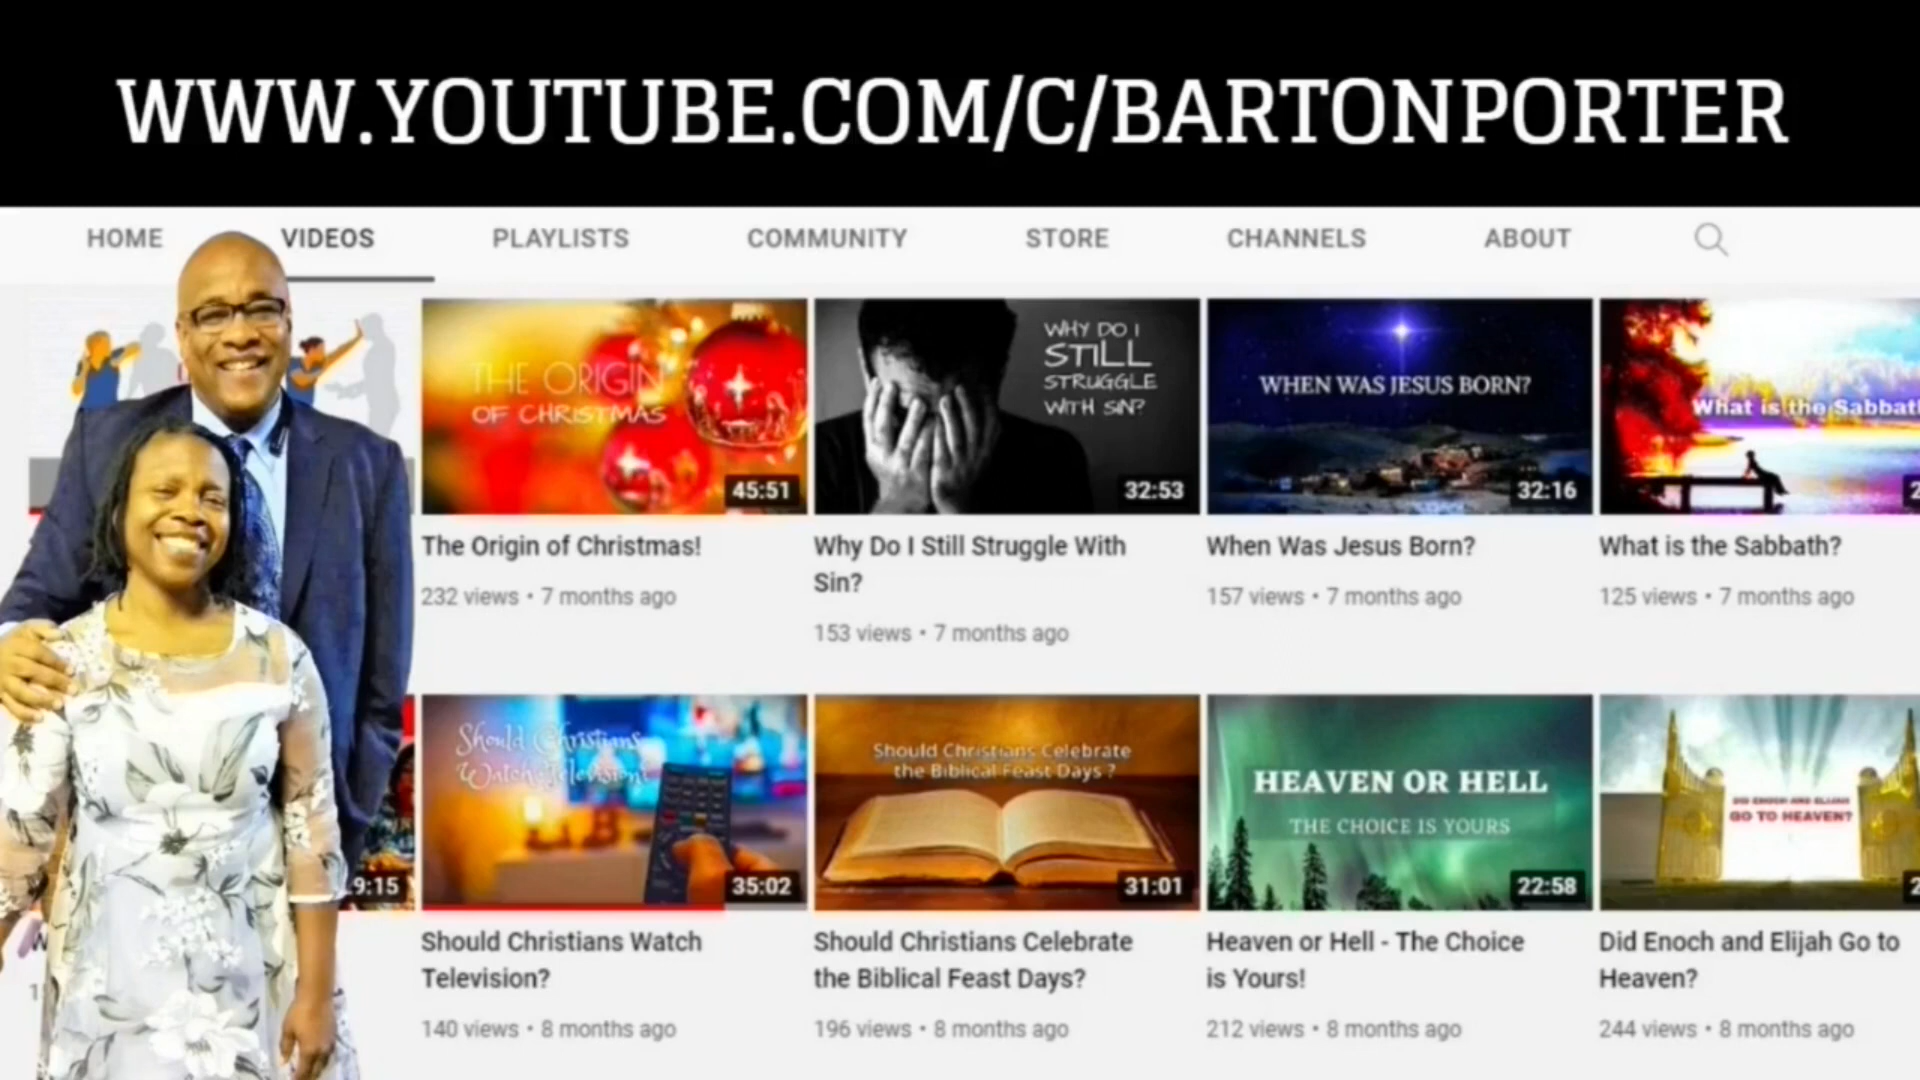 WWW.YOUTUBE.COM/C/BARTONPORTER
HOME VIDEOS PLAYLISTS COMMUNITY STORE CHANNELS ABOUT
THE ORIGIN
OF CHRISTMAS
45:51
WHY DO I
STILL
STRUGGLE
WITH SIN?
32:53
WHEN WAS JESUS BORN?
32:16
What is the Sabbath
2
The Origin of Christmas!
232 views • 7 months ago
Why Do I Still Struggle With
Sin?
153 views • 7 months ago
When Was Jesus Born?
157 views • 7 months ago
What is the Sabbath?
125 views • 7 months ago
9:15
Should Christians
Watch Television?
35:02
Should Christians Celebrate
the Biblical Feast Days ?
31:01
HEAVEN OR HELL
THE CHOICE IS YOURS
22:58
DID ENOCH AND ELIJAH
GO TO HEAVEN?
2
Should Christians Watch
Television?
140 views • 8 months ago
Should Christians Celebrate
the Biblical Feast Days?
196 views • 8 months ago
Heaven or Hell - The Choice
is Yours!
212 views • 8 months ago
Did Enoch and Elijah Go to
Heaven?
244 views • 8 months ago